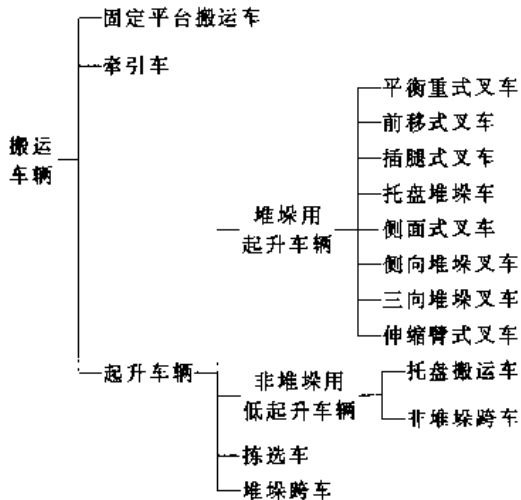 固定平台搬运车
牵引车
搬运
车辆
平衡重式叉车
前移式叉车
插腿式叉车
托盘堆垛车
堆垛用
起升车辆
侧面式叉车
侧向堆垛叉车
三向堆垛叉车
伸缩臂式叉车
起升车辆
非堆垛用
低起升车辆
托盘搬运车
非堆垛跨车
拣选车
堆垛跨车